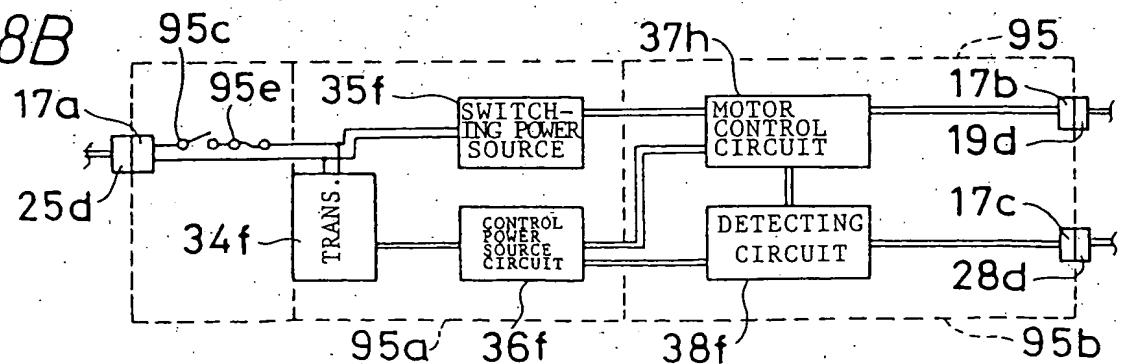 8B
95c
37h
95
17a
95e
35f
17b
SWITCH-
ING POWER
SOURCE
MOTOR
CONTROL
CIRCUIT
19d
25d
34f
TRANS.
CONTROL
POWER
SOURCE
CIRCUIT
DETECTING
CIRCUIT
17c
28d
95a
36f
38f
95b